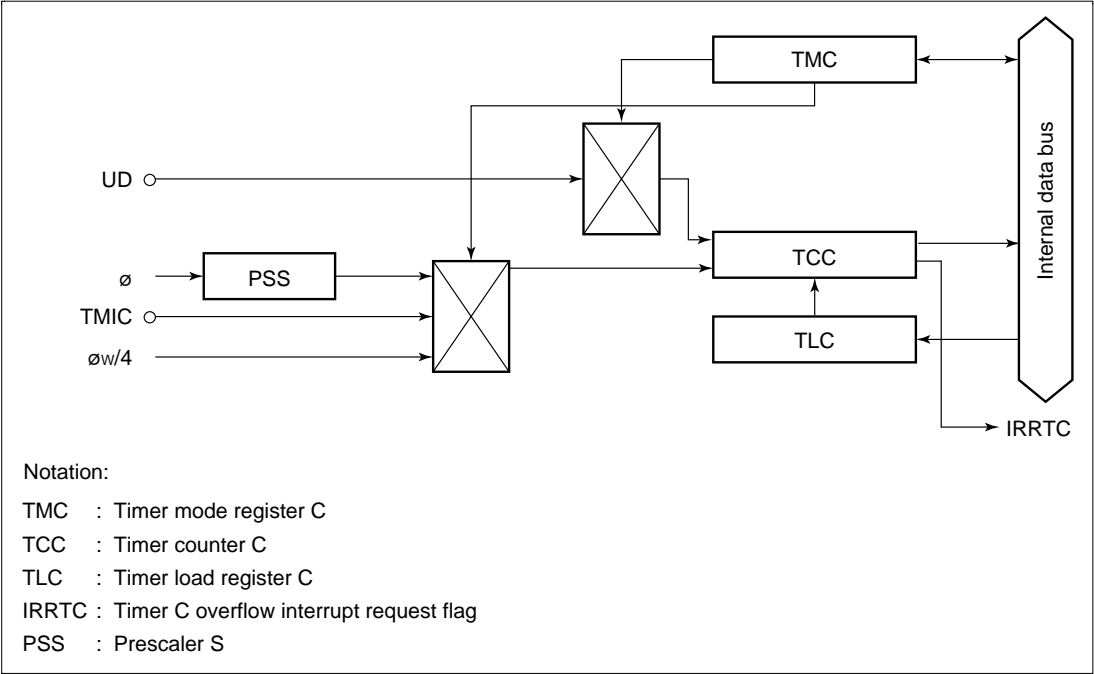 TMC
Internal data bus
UD
TCC
ø
PSS
TMIC
TLC
øw/4
IRRTC
Notation:
TMC : Timer mode register C
TCC : Timer counter C
TLC : Timer load register C
IRRTC : Timer C overflow interrupt request flag
PSS : Prescaler S